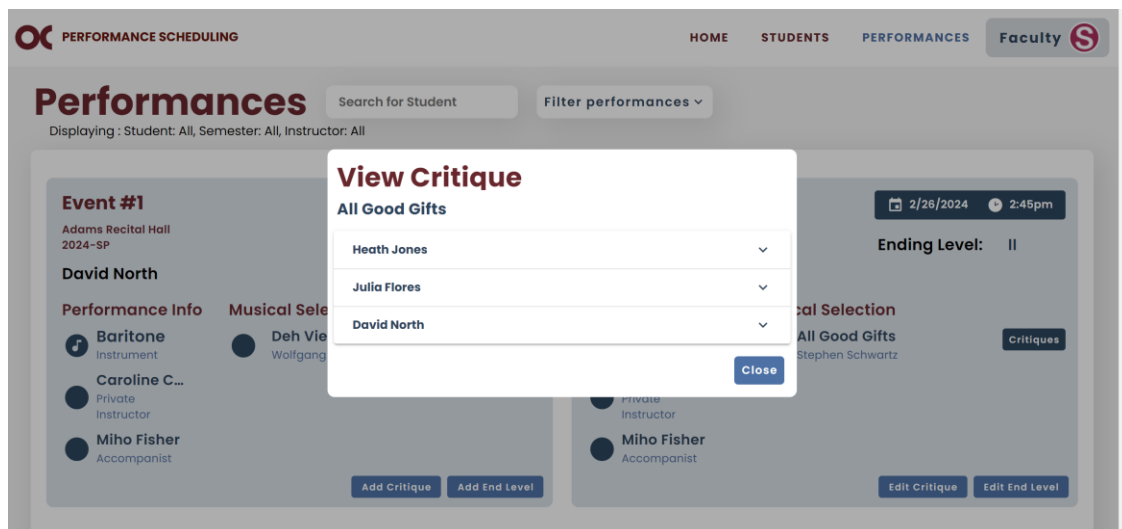 OC PERFORMANCE SCHEDULING
HOME STUDENTS PERFORMANCES Faculty S
Performances
Search for Student
Filter performances
Displaying : Student: All, Semester: All, Instructor: All
View Critique
All Good Gifts
Heath Jones
Julia Flores
David North
Close
Event #1
Adams Recital Hall
2024-SP
David North
Performance Info
Baritone
Instrument
Caroline C...
Private
Instructor
Miho Fisher
Accompanist
Musical Sele
Deh Vie
Wolfgang
Add Critique Add End Level
2/26/2024 2:45pm
Ending Level: II
cal Selection
All Good Gifts
Stephen Schwartz
Critiques
Private
Instructor
Miho Fisher
Accompanist
Edit Critique Edit End Level